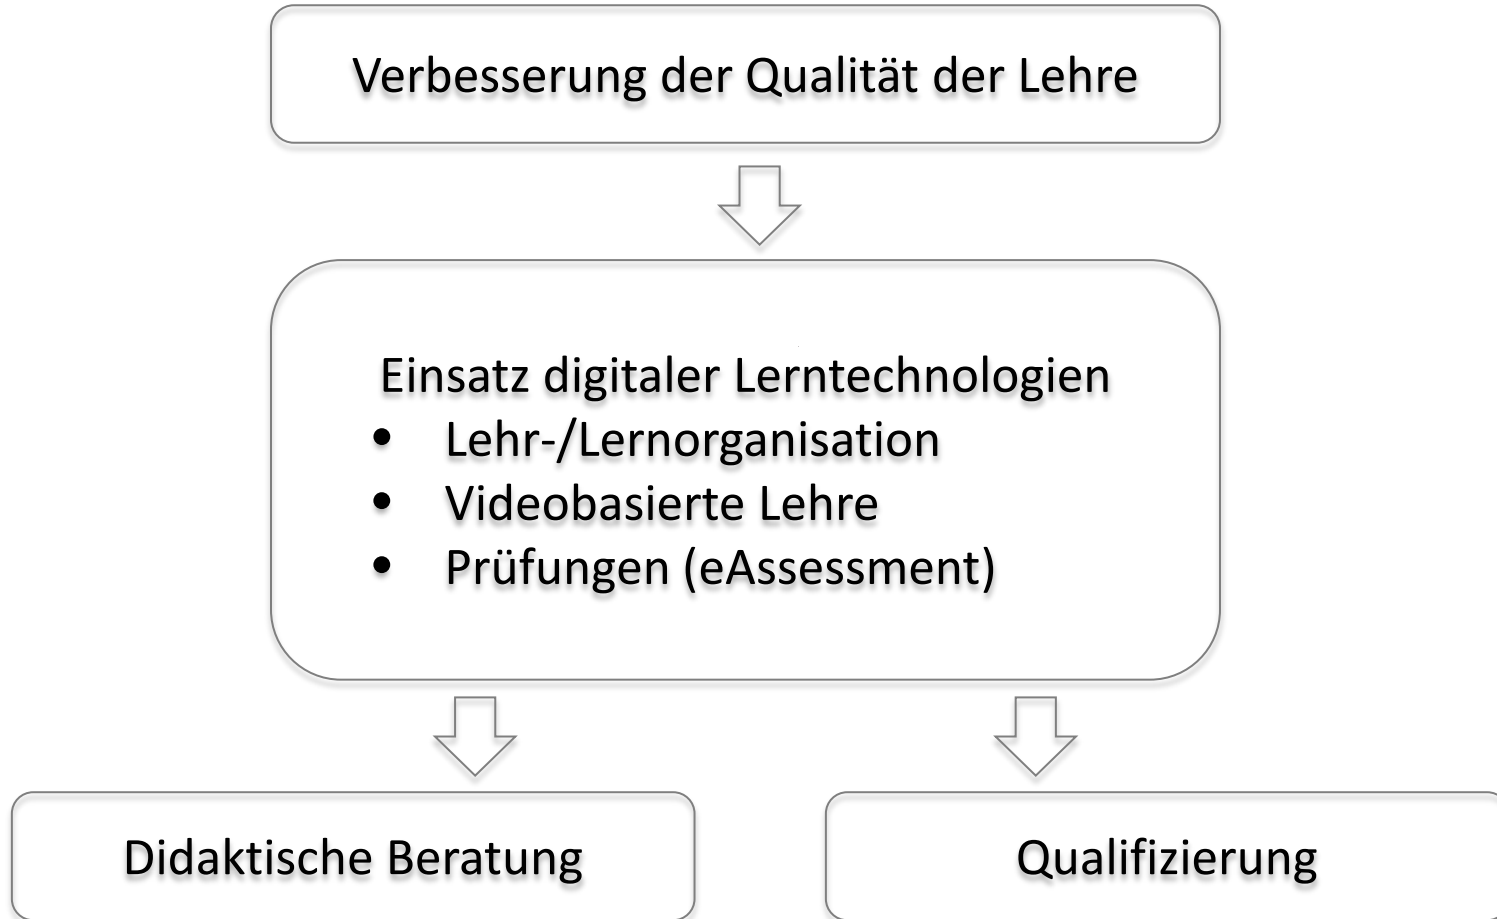 Verbesserung der Qualität der Lehre
Einsatz digitaler Lerntechnologien
• Lehr-/Lernorganisation
• Videobasierte Lehre
• Prüfungen (eAssessment)
Didaktische Beratung
Qualifizierung